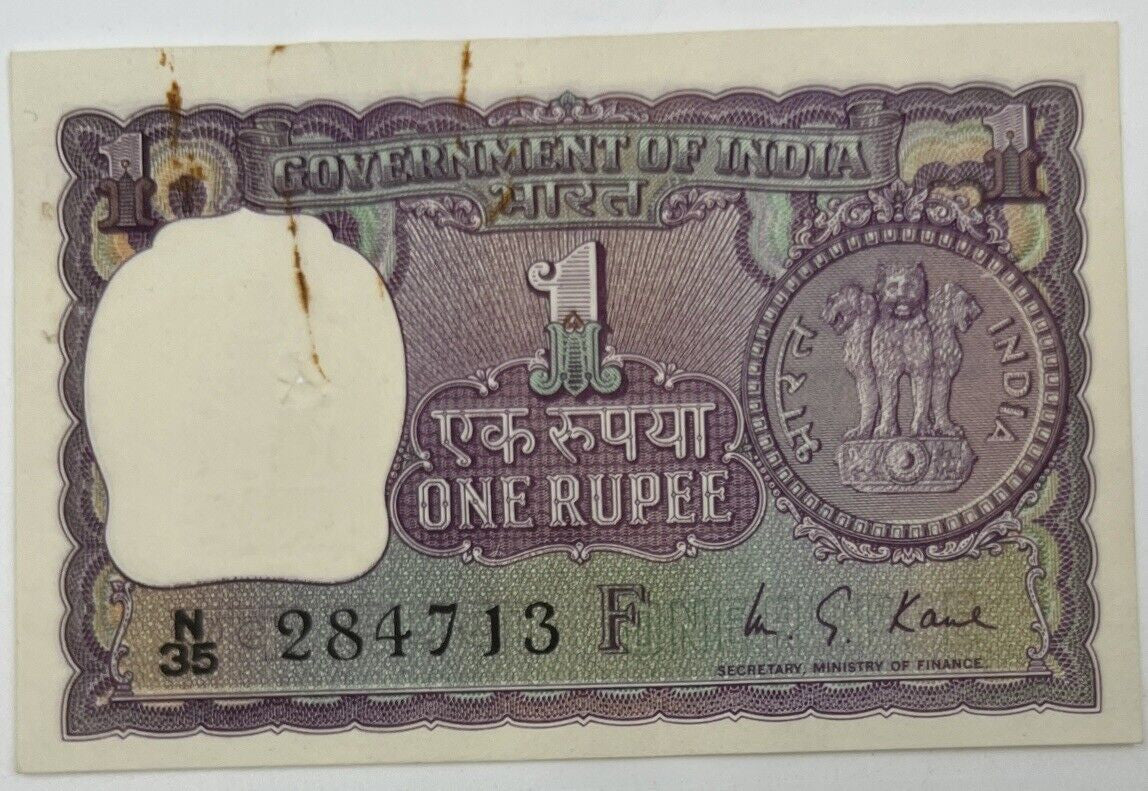 1 GOVERNMENT OF INDIA 1
भारत
1
एक रुपया
ONE RUPEE
भारत INDIA
N/35 284713 F
M. G. Kaul
SECRETARY, MINISTRY OF FINANCE.